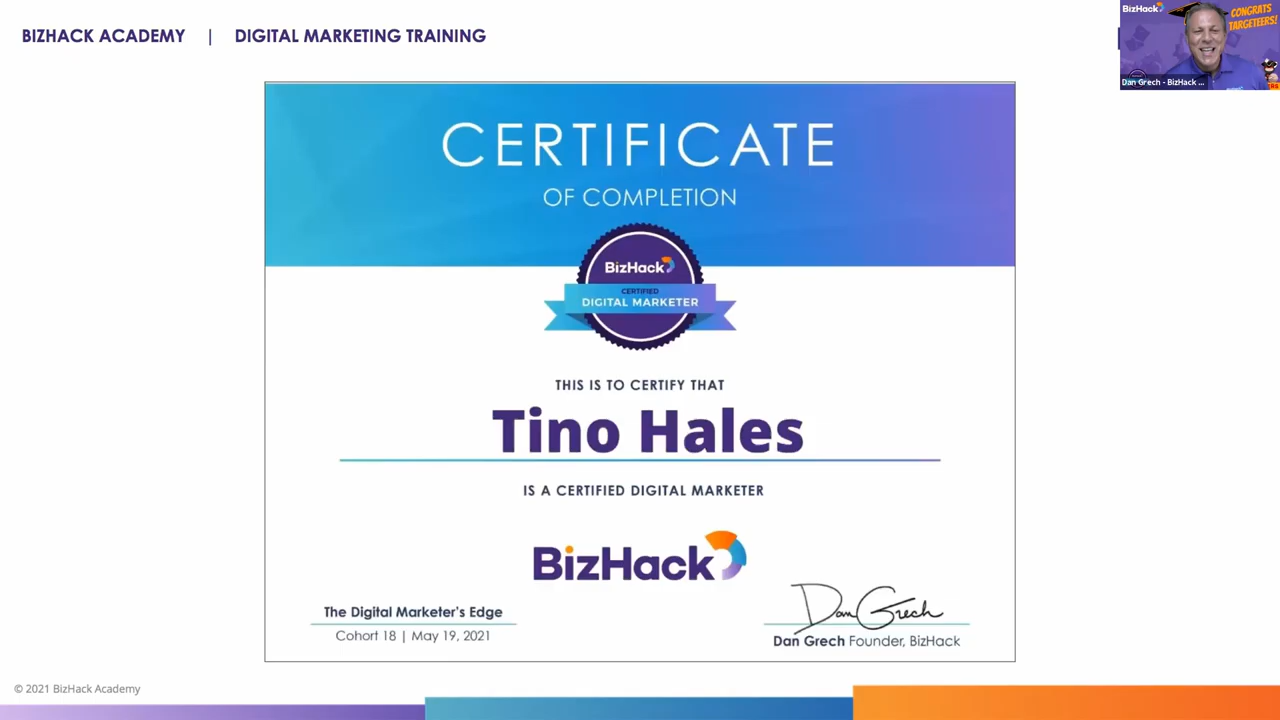 BIZHACK ACADEMY | DIGITAL MARKETING TRAINING
BizHack
CONGRATS
TARGETEERS!
Dan Grech - BizHack ...
CERTIFICATE
OF COMPLETION
BizHack
CERTIFIED
DIGITAL MARKETER
THIS IS TO CERTIFY THAT
Tino Hales
IS A CERTIFIED DIGITAL MARKETER
BizHack
The Digital Marketer's Edge
Cohort 18 | May 19, 2021
Dan Grech
Dan Grech Founder, BizHack
© 2021 BizHack Academy